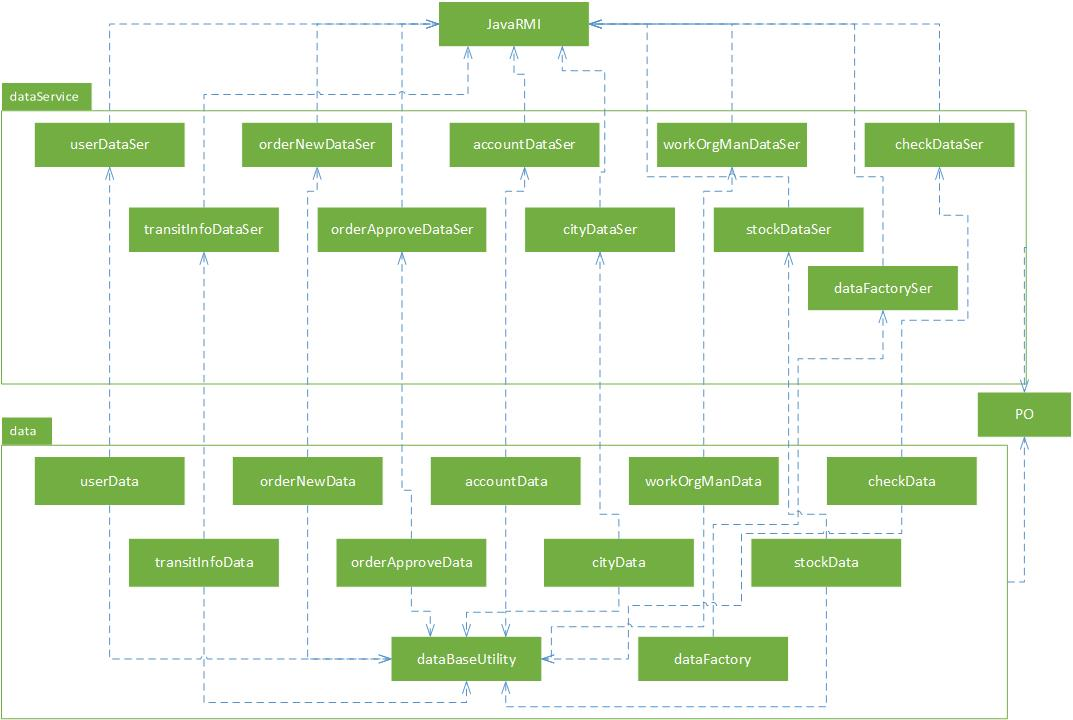 JavaRMI
dataService
userDataSer
orderNewDataSer
accountDataSer
workOrgManDataSer
checkDataSer
transitInfoDataSer
orderApproveDataSer
cityDataSer
stockDataSer
dataFactorySer
PO
data
userData
orderNewData
accountData
workOrgManData
checkData
transitInfoData
orderApproveData
cityData
stockData
dataBaseUtility
dataFactory